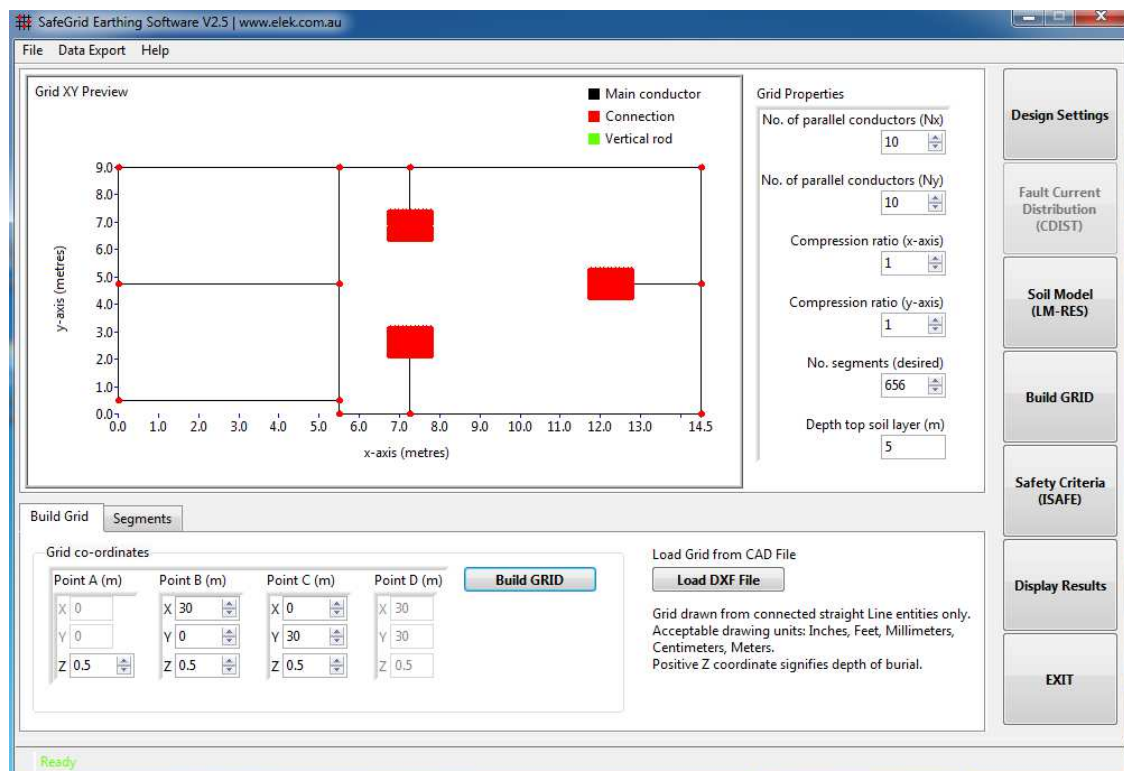 SafeGrid Earthing Software V2.5 | www.elek.com.au
File Data Export Help
Grid XY Preview
Main conductor
Connection
Vertical rod
9.0
8.0
7.0
6.0
5.0
4.0
3.0
2.0
1.0
0.0
y-axis (metres)
0.0 1.0 2.0 3.0 4.0 5.0 6.0 7.0 8.0 9.0 10.0 11.0 12.0 13.0 14.5
x-axis (metres)
Grid Properties
No. of parallel conductors (Nx)
10
No. of parallel conductors (Ny)
10
Compression ratio (x-axis)
1
Compression ratio (y-axis)
1
No. segments (desired)
656
Depth top soil layer (m)
5
Design Settings
Fault Current
Distribution
(CDIST)
Soil Model
(LM-RES)
Build GRID
Safety Criteria
(ISAFE)
Display Results
EXIT
Build Grid Segments
Grid co-ordinates
Point A (m) Point B (m) Point C (m) Point D (m)
X 0 X 30 X 0 X 30
Y 0 Y 0 Y 30 Y 30
Z 0.5 Z 0.5 Z 0.5 Z 0.5
Build GRID
Load Grid from CAD File
Load DXF File
Grid drawn from connected straight Line entities only.
Acceptable drawing units: Inches, Feet, Millimeters,
Centimeters, Meters.
Positive Z coordinate signifies depth of burial.
Ready